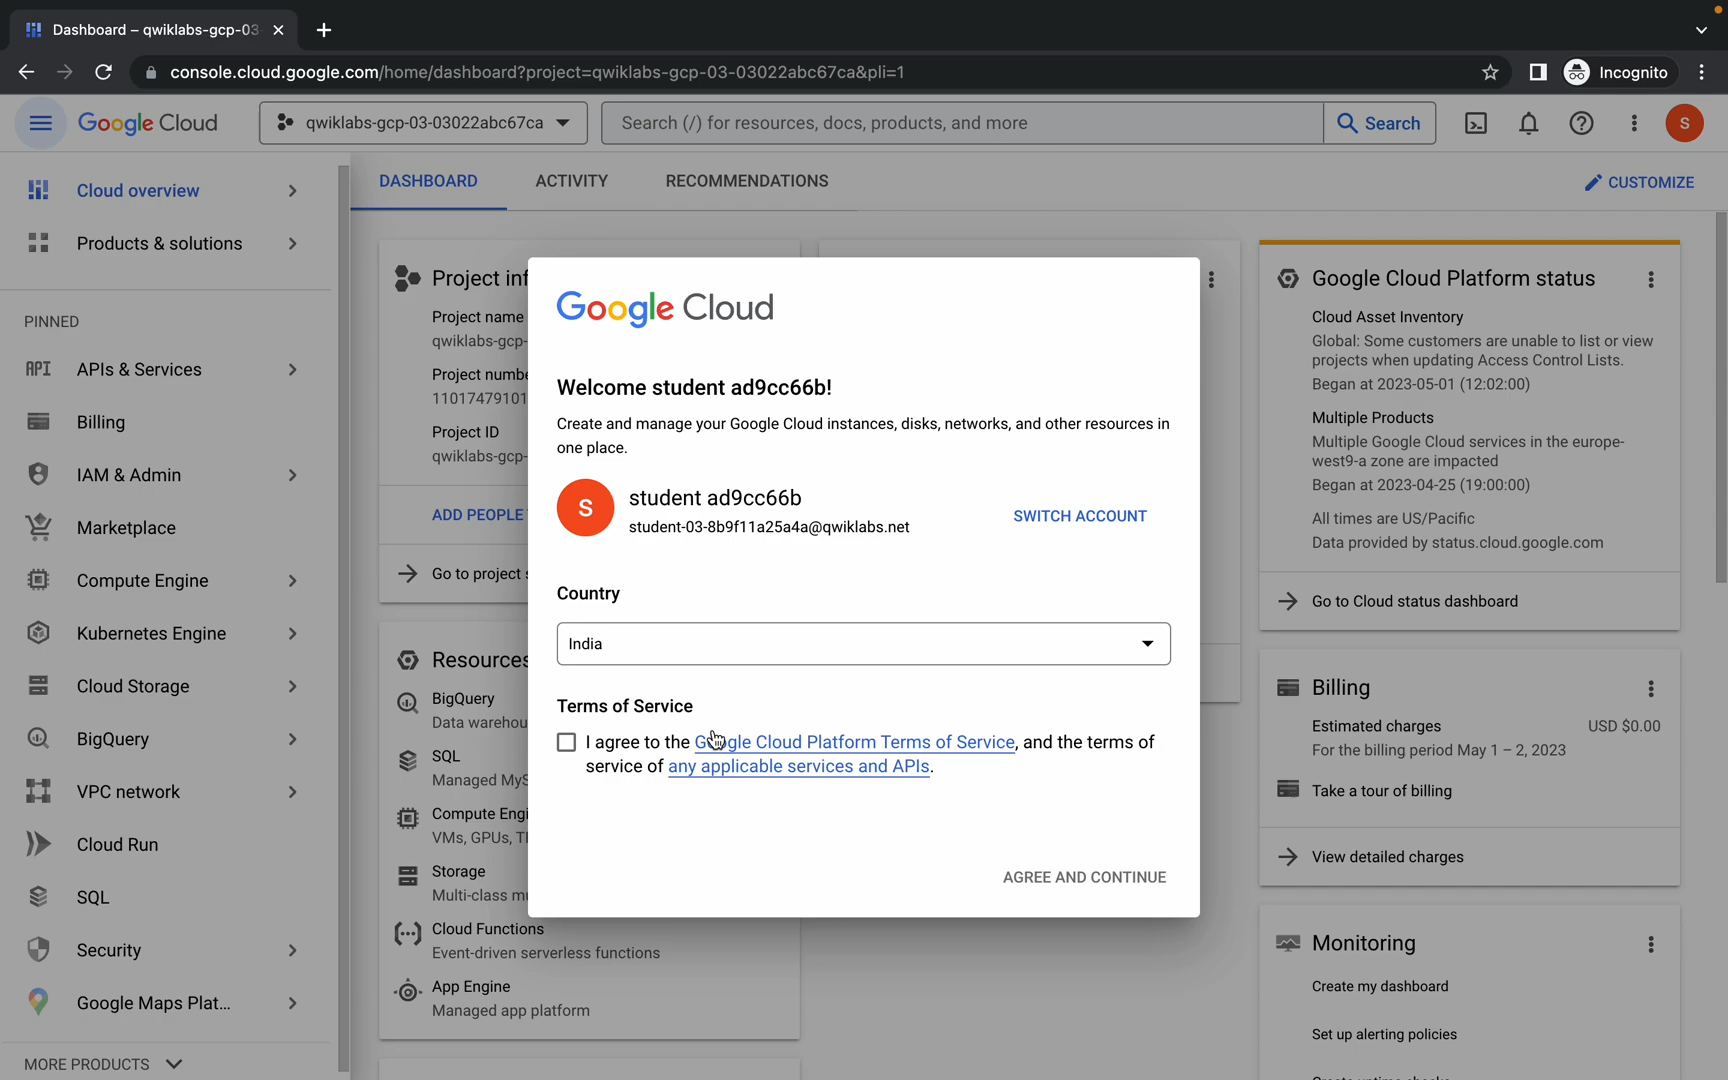 Dashboard – qwiklabs-gcp-03
console.cloud.google.com/home/dashboard?project=qwiklabs-gcp-03-03022abc67ca&pli=1
Incognito
Google Cloud
qwiklabs-gcp-03-03022abc67ca
Search (/) for resources, docs, products, and more
Search
S
Cloud overview
Products & solutions
PINNED
API APIs & Services
Billing
IAM & Admin
Marketplace
Compute Engine
Kubernetes Engine
Cloud Storage
BigQuery
VPC network
Cloud Run
SQL
Security
Google Maps Plat...
MORE PRODUCTS
DASHBOARD
ACTIVITY
RECOMMENDATIONS
CUSTOMIZE
Project inf
Project name
qwiklabs-gcp-
Project numbe
11017479101
Project ID
qwiklabs-gcp-
ADD PEOPLE
Go to project s
Resources
BigQuery
Data warehou
SQL
Managed MyS
Compute Engi
VMs, GPUs, T
Storage
Multi-class mu
Cloud Functions
Event-driven serverless functions
App Engine
Managed app platform
Google Cloud
Welcome student ad9cc66b!
Create and manage your Google Cloud instances, disks, networks, and other resources in
one place.
S
student ad9cc66b
student-03-8b9f11a25a4a@qwiklabs.net
SWITCH ACCOUNT
Country
India
Terms of Service
I agree to the Google Cloud Platform Terms of Service, and the terms of
service of any applicable services and APIs.
AGREE AND CONTINUE
Google Cloud Platform status
Cloud Asset Inventory
Global: Some customers are unable to list or view
projects when updating Access Control Lists.
Began at 2023-05-01 (12:02:00)
Multiple Products
Multiple Google Cloud services in the europe-
west9-a zone are impacted
Began at 2023-04-25 (19:00:00)
All times are US/Pacific
Data provided by status.cloud.google.com
Go to Cloud status dashboard
Billing
Estimated charges
USD $0.00
For the billing period May 1 – 2, 2023
Take a tour of billing
View detailed charges
Monitoring
Create my dashboard
Set up alerting policies